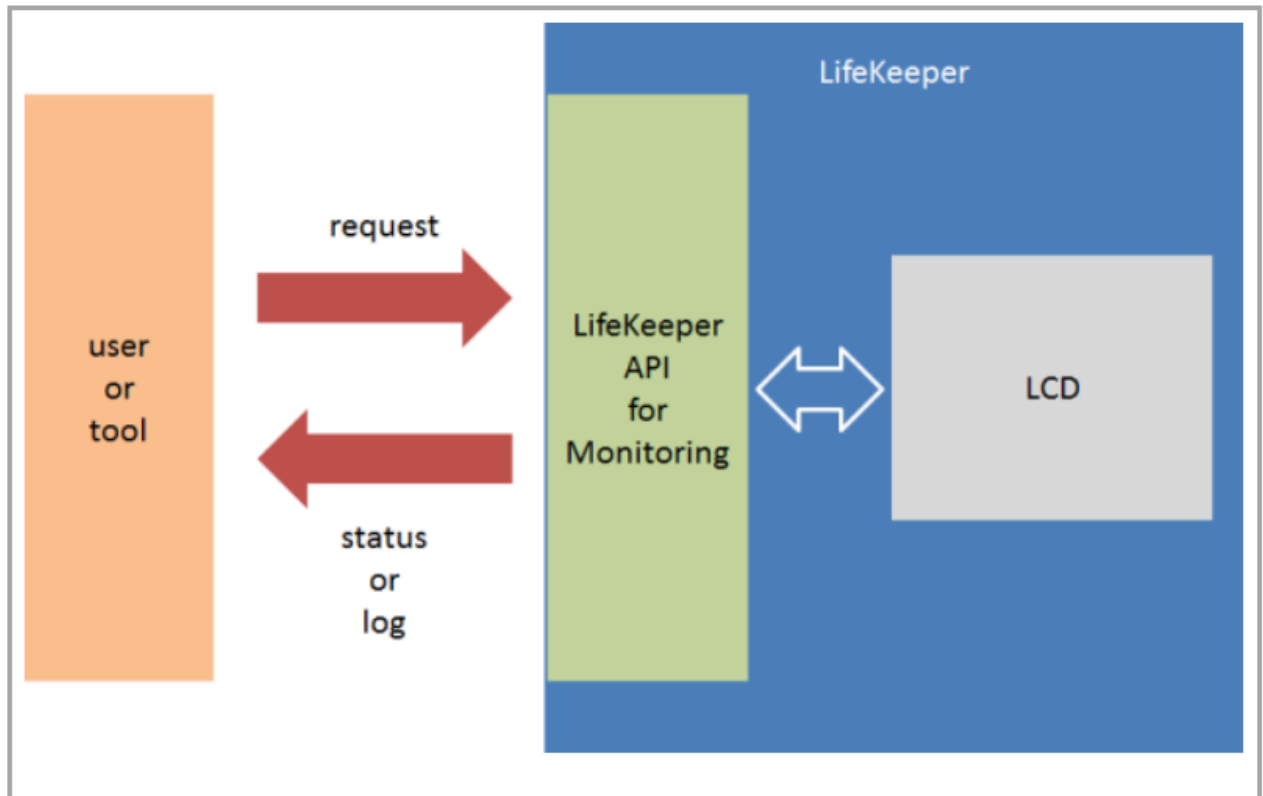 LifeKeeper
request
user
or
tool
LifeKeeper
API
for
Monitoring
LCD
status
or
log